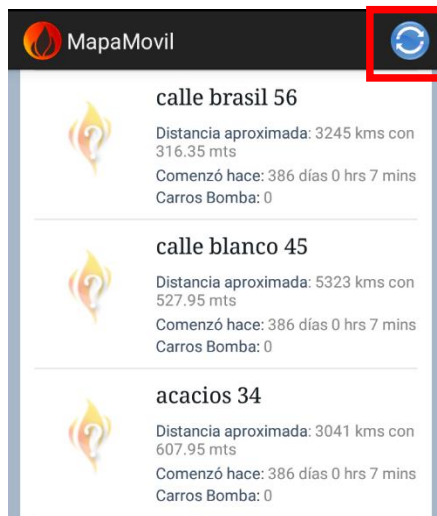 MapaMovil
calle brasil 56
Distancia aproximada: 3245 kms con
316.35 mts
Comenzó hace: 386 días 0 hrs 7 mins
Carros Bomba: 0
calle blanco 45
Distancia aproximada: 5323 kms con
527.95 mts
Comenzó hace: 386 días 0 hrs 7 mins
Carros Bomba: 0
acacios 34
Distancia aproximada: 3041 kms con
607.95 mts
Comenzó hace: 386 días 0 hrs 7 mins
Carros Bomba: 0